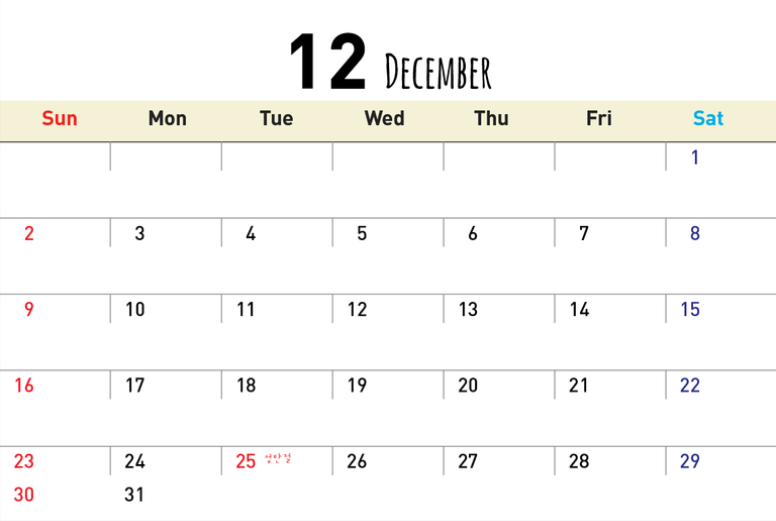 12 DECEMBER
Sun Mon Tue Wed Thu Fri Sat
1
2 3 4 5 6 7 8
9 10 11 12 13 14 15
16 17 18 19 20 21 22
23 24 25 성탄절 26 27 28 29
30 31